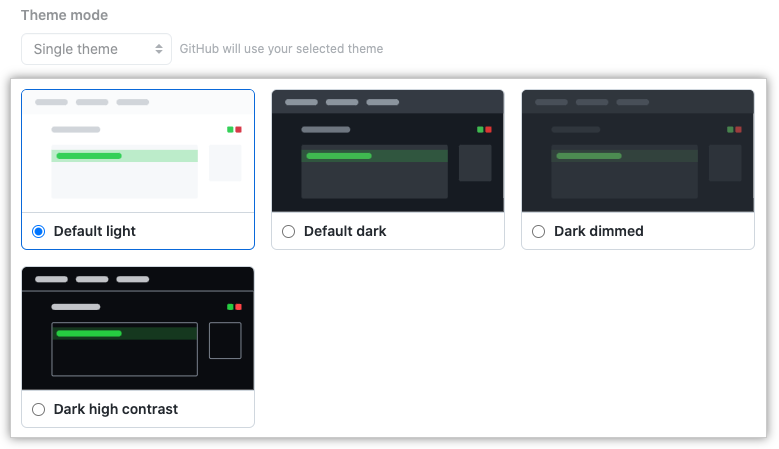 Theme mode
Single theme
GitHub will use your selected theme
Default light
Default dark
Dark dimmed
Dark high contrast